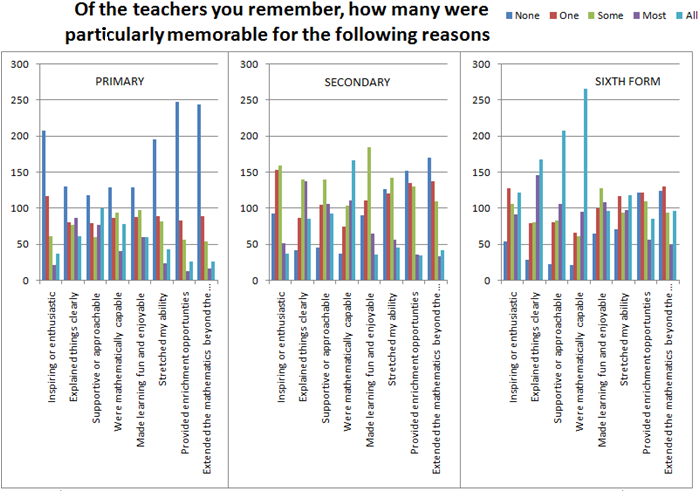 Of the teachers you remember, how many were
particularly memorable for the following reasons
None One Some Most All
PRIMARY
300
250
200
150
100
50
0
Inspiring or enthusiastic
Explained things clearly
Supportive or approachable
Were mathematically capable
Made learning fun and enjoyable
Stretched my ability
Provided enrichment opportunities
Extended the mathematics beyond the ...
SECONDARY
300
250
200
150
100
50
0
Inspiring or enthusiastic
Explained things clearly
Supportive or approachable
Were mathematically capable
Made learning fun and enjoyable
Stretched my ability
Provided enrichment opportunities
Extended the mathematics beyond the ...
SIXTH FORM
300
250
200
150
100
50
0
Inspiring or enthusiastic
Explained things clearly
Supportive or approachable
Were mathematically capable
Made learning fun and enjoyable
Stretched my ability
Provided enrichment opportunities
Extended the mathematics beyond the ...